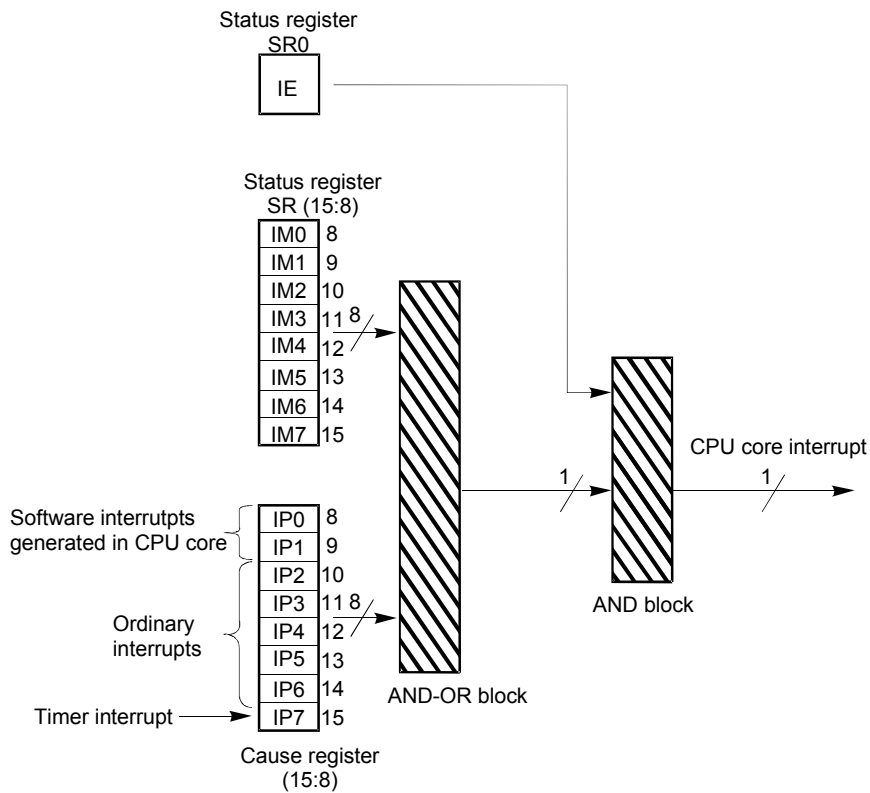 Status register
SR0
IE
Status register
SR (15:8)
IM0 8
IM1 9
IM2 10
IM3 11 8
IM4 12
IM5 13
IM6 14
IM7 15
CPU core interrupt
1
1
Software interrutpts
generated in CPU core
IP0 8
IP1 9
IP2 10
IP3 11 8
IP4 12
IP5 13
IP6 14
IP7 15
Ordinary
interrupts
Timer interrupt
AND block
AND-OR block
Cause register
(15:8)